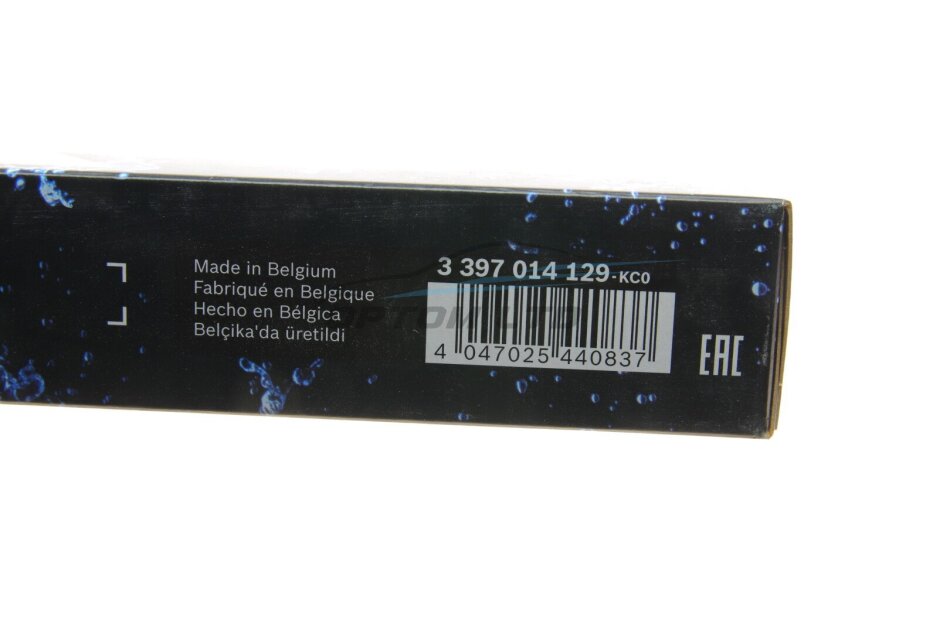 Made in Belgium
Fabriqué en Belgique
Hecho en Bélgica
Belçika'da üretildi
3 397 014 129-KC0
4 047025 440837
EAC